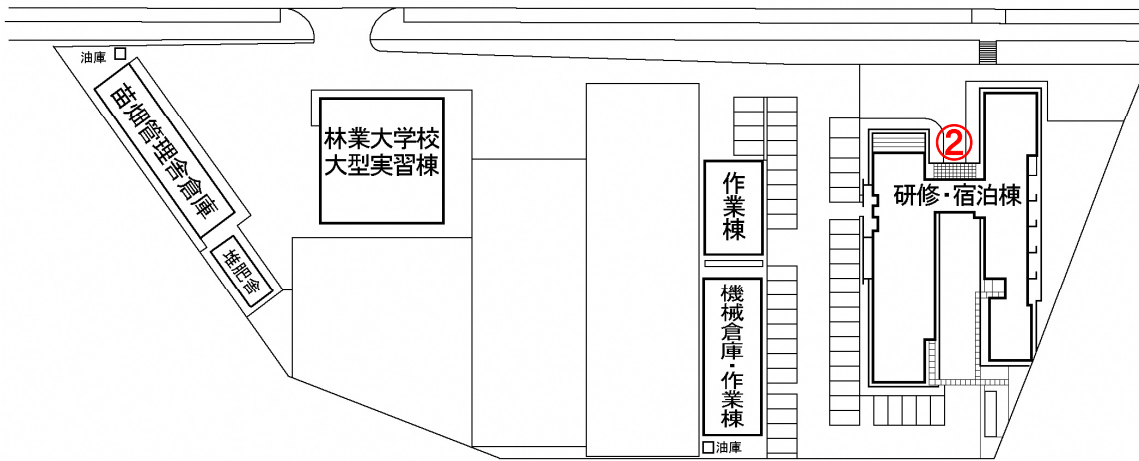 油庫
苗畑管理舎倉庫
堆肥舎
林業大学校
大型実習棟
作業棟
機械倉庫・作業棟
油庫
②
研修・宿泊棟